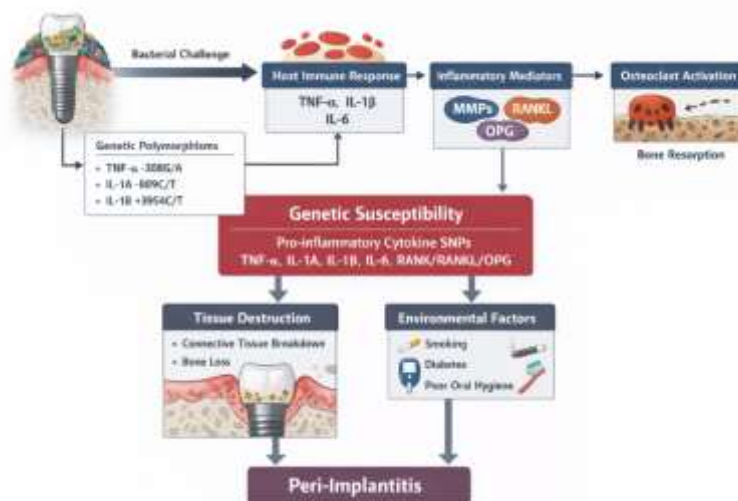 Bacterial Challenge
Host Immune Response
TNF-α, IL-1β
IL-6
Inflammatory Mediators
MMPs
RANKL
OPG
Osteoclast Activation
Bone Resorption
Genetic Polymorphisms
• TNF-α -308G/A
• IL-1A -889C/T
• IL-1B +3954C/T
Genetic Susceptibility
Pro-inflammatory Cytokine SNPs
TNF-α, IL-1A, IL-1β, IL-6, RANK/RANKL/OPG
Tissue Destruction
• Connective Tissue Breakdown
• Bone Loss
Environmental Factors
Smoking
Diabetes
Poor Oral Hygiene
Peri-Implantitis